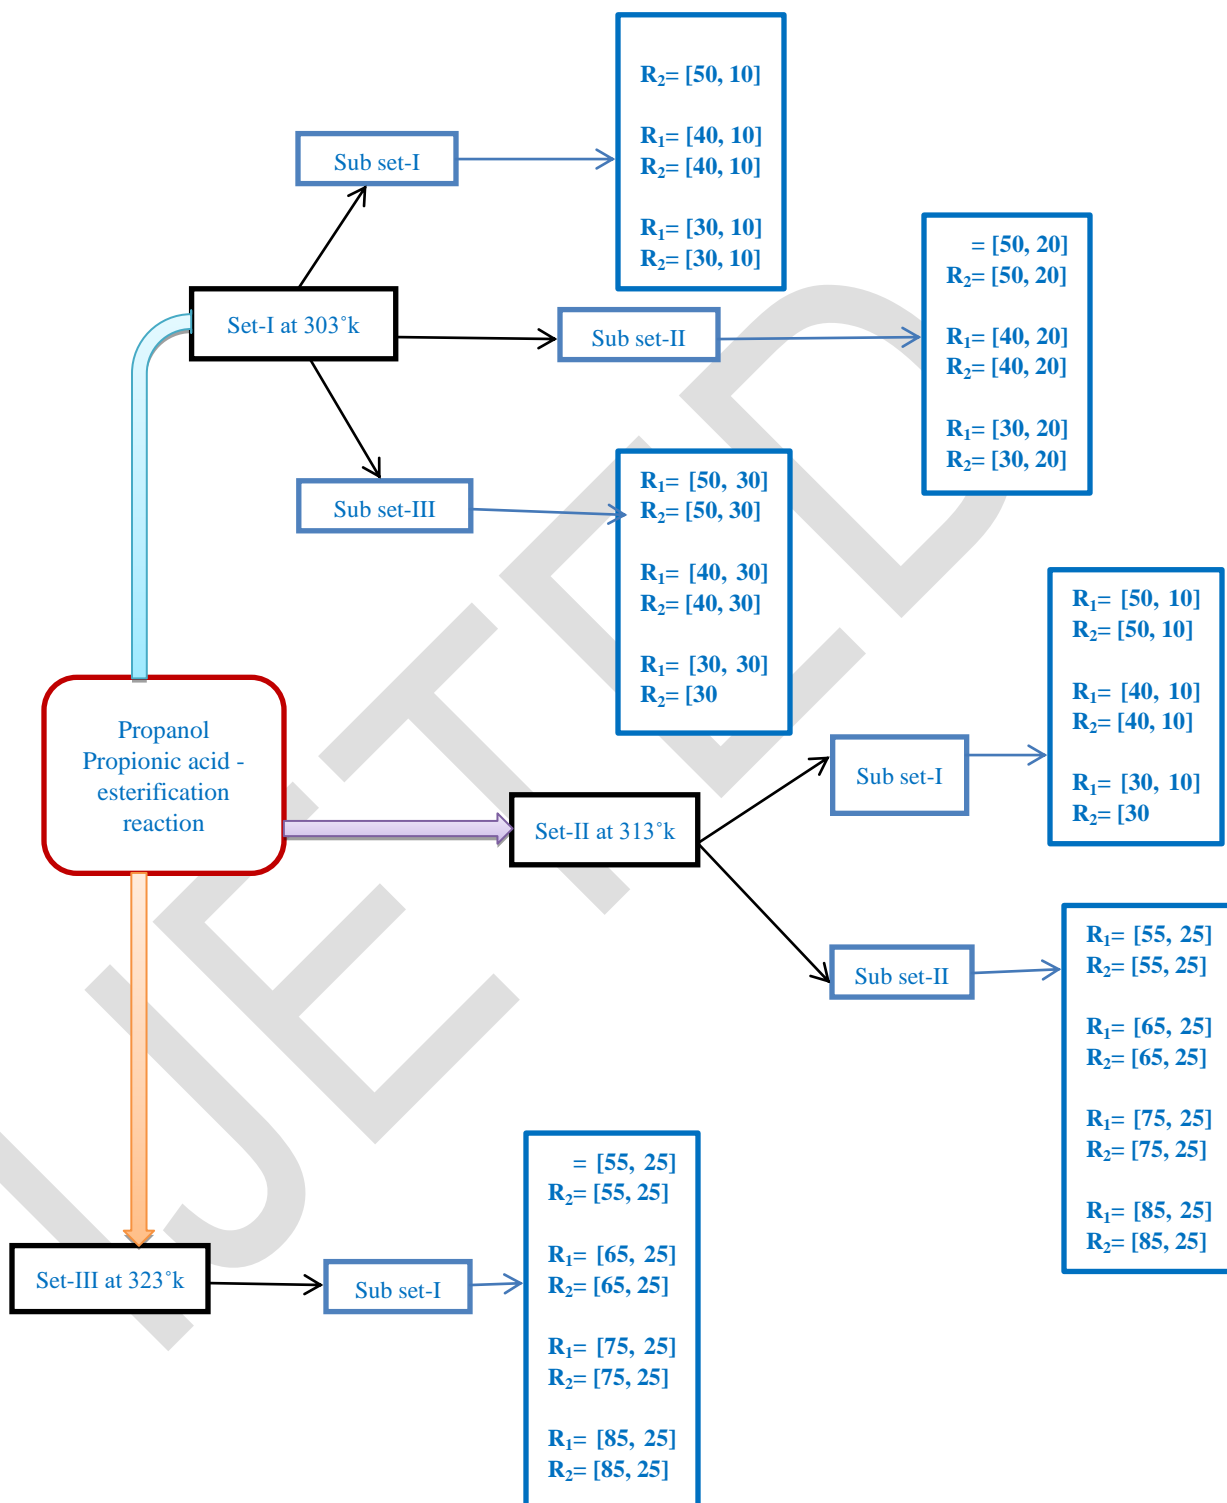 R₂= [50, 10]
R₁= [40, 10]
R₂= [40, 10]
R₁= [30, 10]
R₂= [30, 10]
Sub set-I
Set-I at 303˚k
Sub set-II
= [50, 20]
R₂= [50, 20]
R₁= [40, 20]
R₂= [40, 20]
R₁= [30, 20]
R₂= [30, 20]
Sub set-III
R₁= [50, 30]
R₂= [50, 30]
R₁= [40, 30]
R₂= [40, 30]
R₁= [30, 30]
R₂= [30
Propanol
Propionic acid -
esterification
reaction
Set-II at 313˚k
Sub set-I
R₁= [50, 10]
R₂= [50, 10]
R₁= [40, 10]
R₂= [40, 10]
R₁= [30, 10]
R₂= [30
Sub set-II
R₁= [55, 25]
R₂= [55, 25]
R₁= [65, 25]
R₂= [65, 25]
R₁= [75, 25]
R₂= [75, 25]
R₁= [85, 25]
R₂= [85, 25]
Set-III at 323˚k
Sub set-I
= [55, 25]
R₂= [55, 25]
R₁= [65, 25]
R₂= [65, 25]
R₁= [75, 25]
R₂= [75, 25]
R₁= [85, 25]
R₂= [85, 25]
IJETED